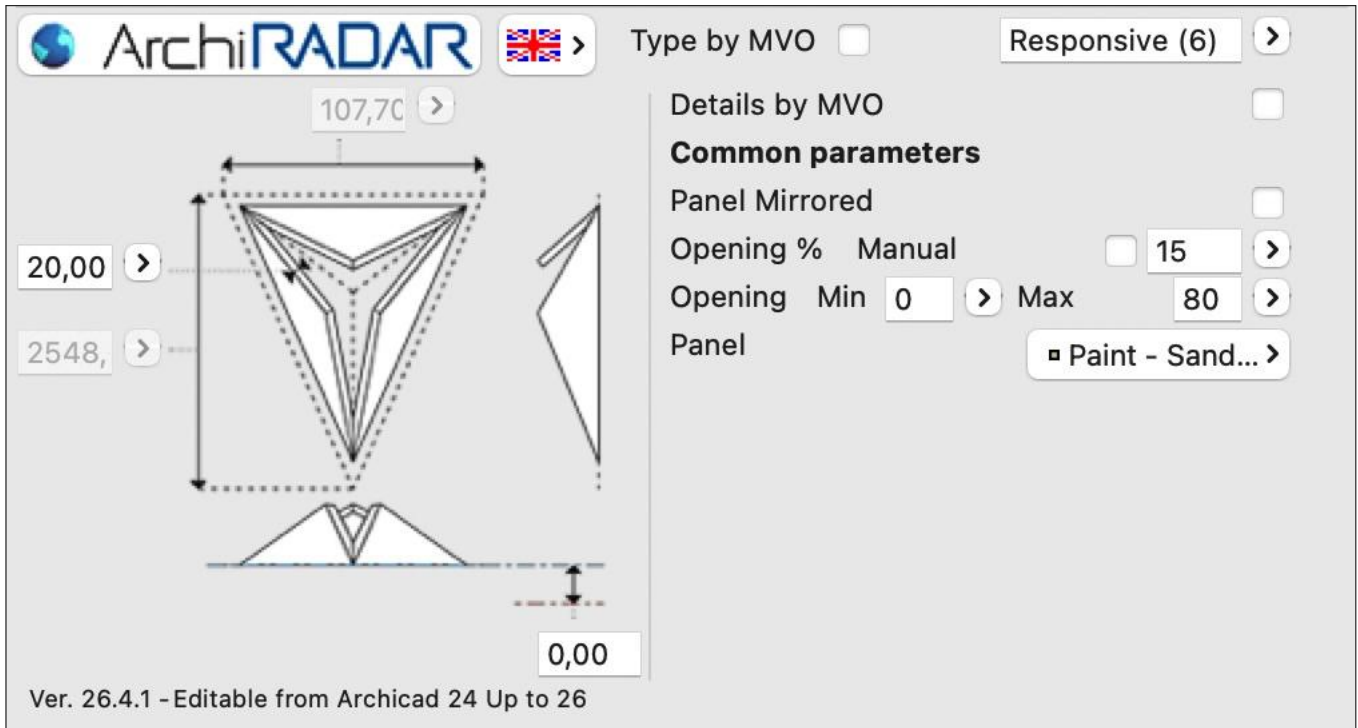 ArchiRADAR
Type by MVO
Responsive (6)
107,70
Details by MVO
Common parameters
Panel Mirrored
20,00
Opening % Manual 15
Opening Min 0 Max 80
2548,
Panel
Paint - Sand...
0,00
Ver. 26.4.1 - Editable from Archicad 24 Up to 26